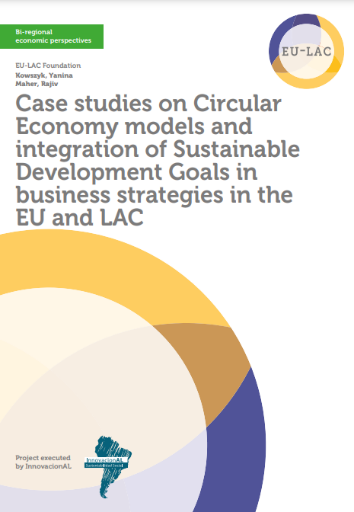 Bi-regional
economic perspectives
EU-LAC
EU-LAC Foundation
Kowszyk, Yanina
Maher, Rajiv
Case studies on Circular
Economy models and
integration of Sustainable
Development Goals in
business strategies in the
EU and LAC
Project executed
by InnovacionAL
InnovacionAL